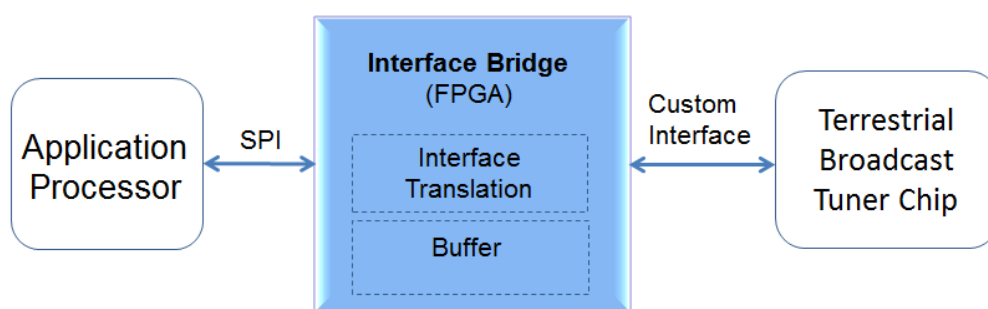 Application
Processor
SPI
Interface Bridge
(FPGA)
Interface
Translation
Buffer
Custom
Interface
Terrestrial
Broadcast
Tuner Chip